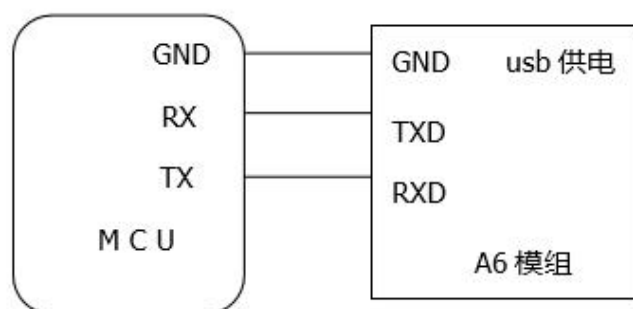 GND
RX
TX
M C U
GND usb 供电
TXD
RXD
A6 模组